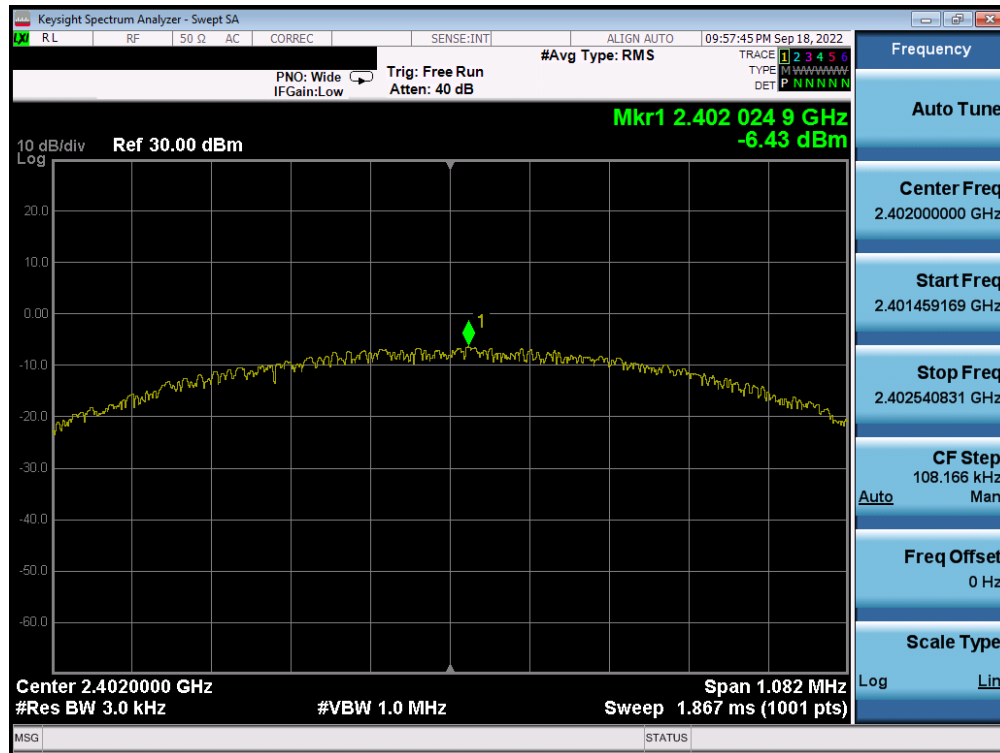 Keysight Spectrum Analyzer - Swept SA
LXI RL RF 50 Ω AC CORREC SENSE:INT ALIGN AUTO 09:57:45 PM Sep 18, 2022
PNO: Wide
IFGain:Low
Trig: Free Run
Atten: 40 dB
#Avg Type: RMS
TRACE 1 2 3 4 5 6
TYPE M WWWWW
DET P N N N N N
Mkr1 2.402 024 9 GHz
-6.43 dBm
10 dB/div Ref 30.00 dBm
Log
20.0
10.0
0.00
-10.0
-20.0
-30.0
-40.0
-50.0
-60.0
1
Center 2.4020000 GHz Span 1.082 MHz
#Res BW 3.0 kHz #VBW 1.0 MHz Sweep 1.867 ms (1001 pts)
MSG STATUS
Frequency
Auto Tune
Center Freq
2.402000000 GHz
Start Freq
2.401459169 GHz
Stop Freq
2.402540831 GHz
CF Step
108.166 kHz
Auto Man
Freq Offset
0 Hz
Scale Type
Log Lin